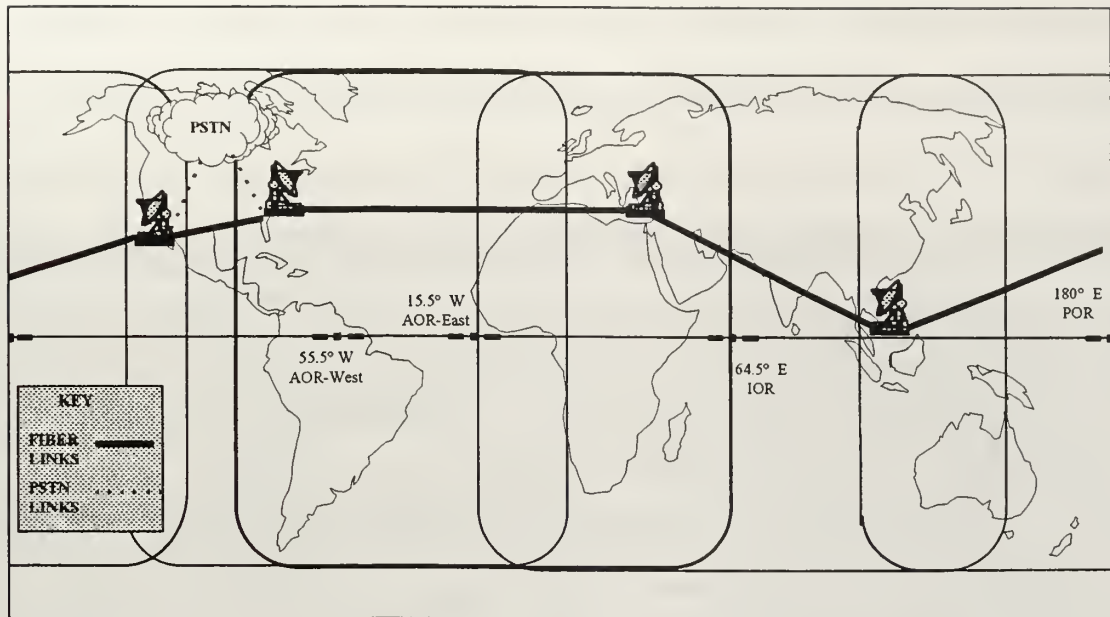 PSTN
15.5° W
AOR-East
55.5° W
AOR-West
64.5° E
IOR
180° E
POR
KEY
FIBER
LINKS
PSTN
LINKS